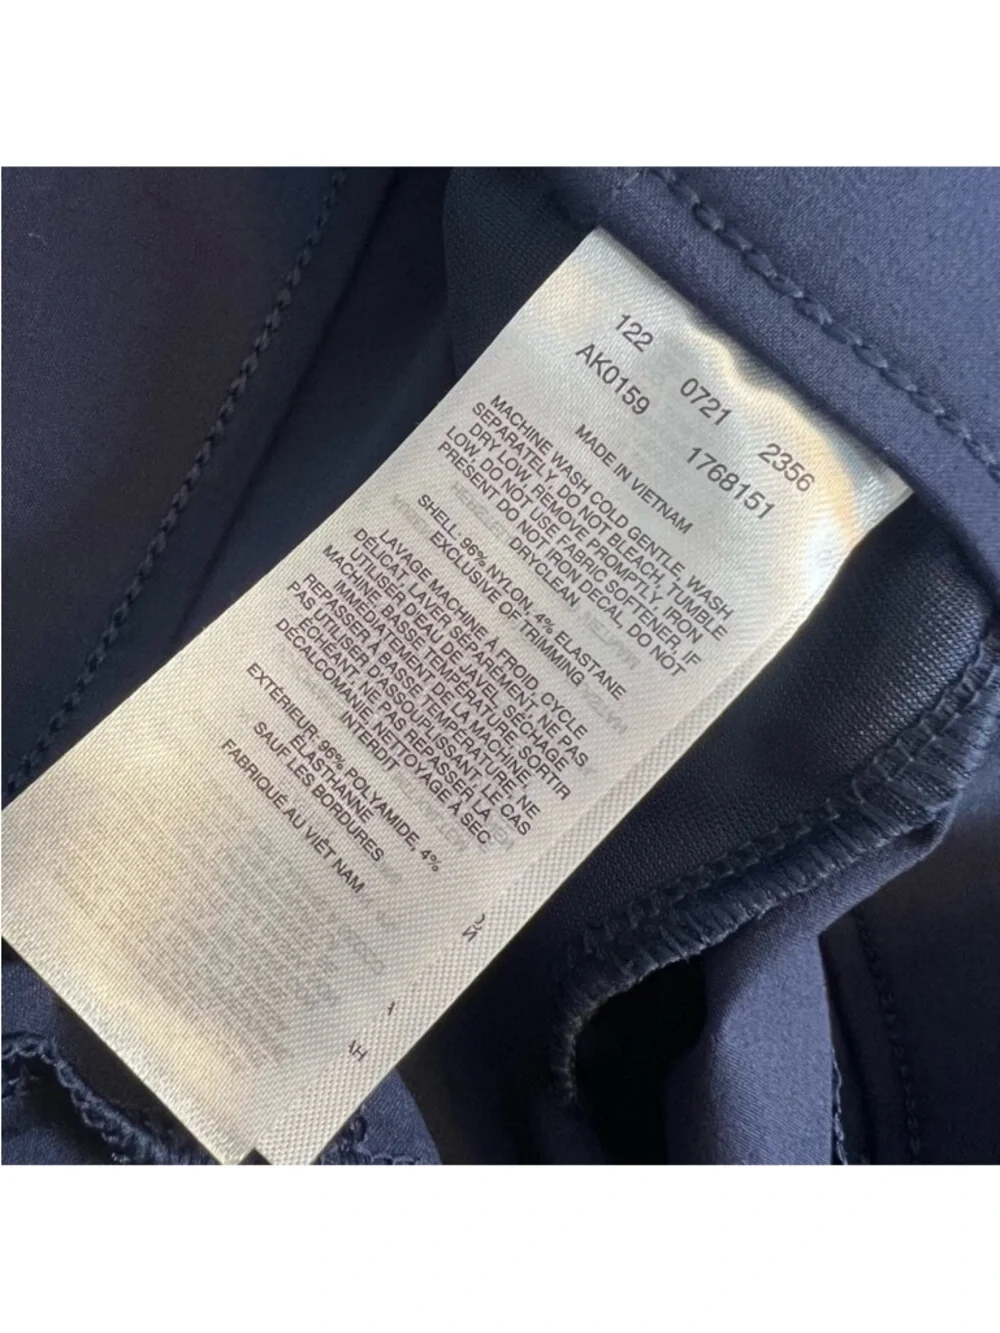 122 0721 2356
AK0159 1768151
MADE IN VIETNAM
MACHINE WASH COLD GENTLE, WASH
SEPARATELY, DO NOT BLEACH, TUMBLE
DRY LOW, REMOVE PROMPTLY, IRON
LOW, DO NOT USE FABRIC SOFTENER, IF
PRESENT DO NOT IRON DECAL, DO NOT
DRYCLEAN
SHELL: 96% NYLON, 4% ELASTANE
EXCLUSIVE OF TRIMMING
LAVAGE MACHINE À FROID, CYCLE
DÉLICAT, LAVER SÉPARÉMENT, NE PAS
UTILISER D'EAU DE JAVEL, SÉCHAGE
MACHINE BASSE TEMPÉRATURE, SORTIR
IMMÉDIATEMENT DE LA MACHINE,
REPASSER À BASSE TEMPÉRATURE, NE
PAS UTILISER D'ASSOUPLISSANT, LE CAS
ÉCHÉANT, NE PAS REPASSER LA
DÉCALCOMANIE, NETTOYAGE À SEC
INTERDIT
EXTÉRIEUR: 96% POLYAMIDE, 4%
ÉLASTHANNE
SAUF LES BORDURES
FABRIQUÉ AU VIÊT NAM